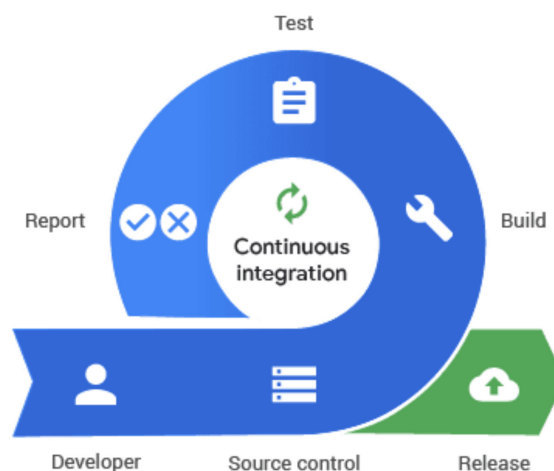 Test
Report
Build
Continuous
integration
Developer
Source control
Release